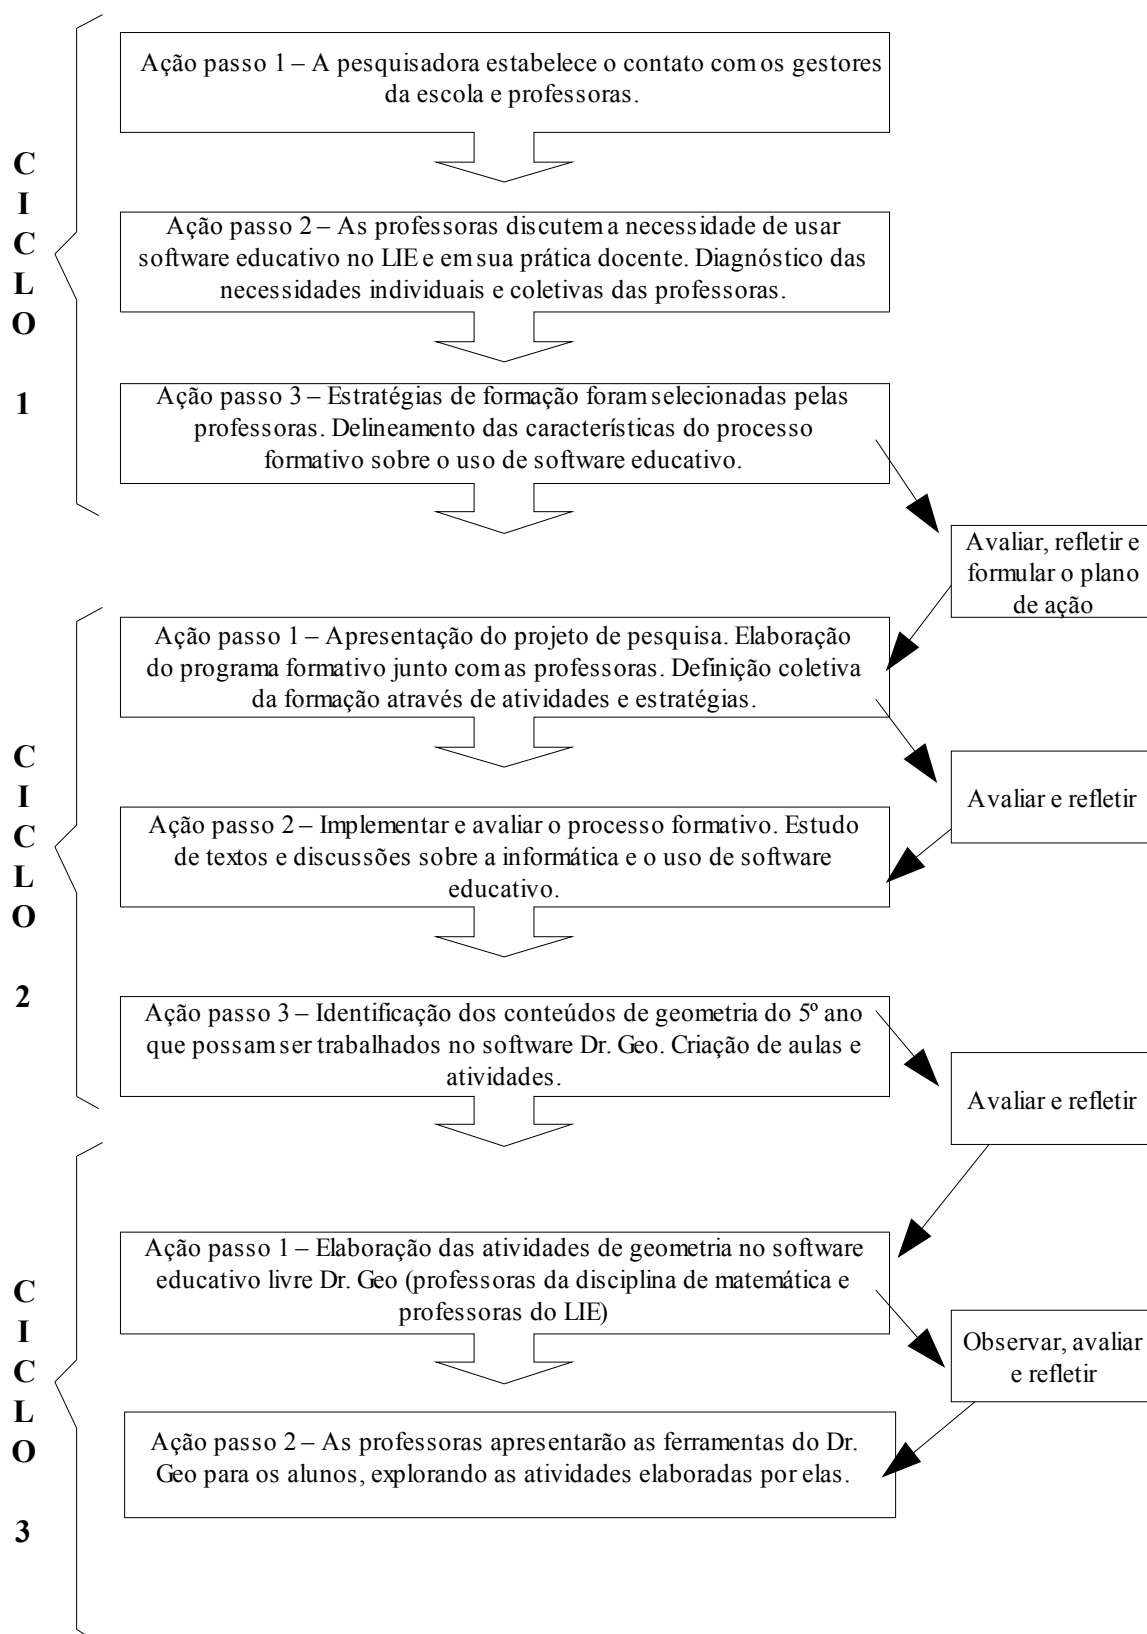 CICLO 1
Ação passo 1 – A pesquisadora estabelece o contato com os gestores
da escola e professoras.
Ação passo 2 – As professoras discutem a necessidade de usar
software educativo no LIE e em sua prática docente. Diagnóstico das
necessidades individuais e coletivas das professoras.
Ação passo 3 – Estratégias de formação foram selecionadas pelas
professoras. Delineamento das características do processo
formativo sobre o uso de software educativo.
Avaliar, refletir e
formular o plano
de ação
CICLO 2
Ação passo 1 – Apresentação do projeto de pesquisa. Elaboração
do programa formativo junto com as professoras. Definição coletiva
da formação através de atividades e estratégias.
Avaliar e refletir
Ação passo 2 – Implementar e avaliar o processo formativo. Estudo
de textos e discussões sobre a informática e o uso de software
educativo.
Ação passo 3 – Identificação dos conteúdos de geometria do 5º ano
que possam ser trabalhados no software Dr. Geo. Criação de aulas e
atividades.
Avaliar e refletir
CICLO 3
Ação passo 1 – Elaboração das atividades de geometria no software
educativo livre Dr. Geo (professoras da disciplina de matemática e
professoras do LIE)
Observar, avaliar
e refletir
Ação passo 2 – As professoras apresentarão as ferramentas do Dr.
Geo para os alunos, explorando as atividades elaboradas por elas.